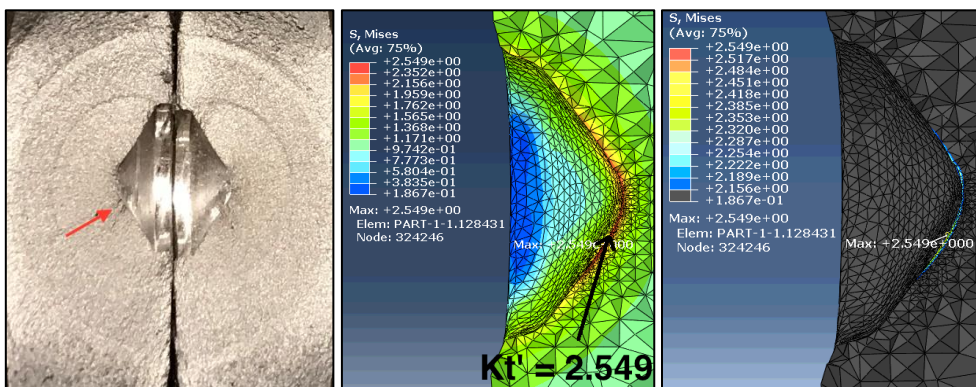 S, Mises
(Avg: 75%)
+2.549e+00
+2.352e+00
+2.156e+00
+1.959e+00
+1.762e+00
+1.565e+00
+1.368e+00
+1.171e+00
+9.742e-01
+7.773e-01
+5.804e-01
+3.835e-01
+1.867e-01
Max: +2.549e+00
Elem: PART-1-1.128431
Node: 324246
Max: +2.549e+000
Kt' = 2.549
S, Mises
(Avg: 75%)
+2.549e+00
+2.517e+00
+2.484e+00
+2.451e+00
+2.418e+00
+2.385e+00
+2.353e+00
+2.320e+00
+2.287e+00
+2.254e+00
+2.222e+00
+2.189e+00
+2.156e+00
+1.867e-01
Max: +2.549e+00
Elem: PART-1-1.128431
Node: 324246
Max: +2.549e+000